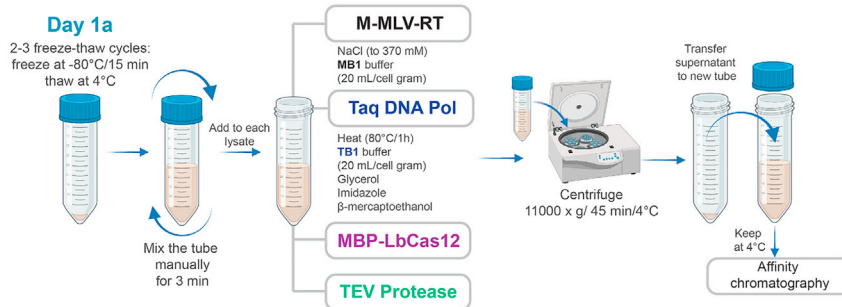 Day 1a
2-3 freeze-thaw cycles:
freeze at -80°C/15 min
thaw at 4°C
Mix the tube
manually
for 3 min
Add to each
lysate
M-MLV-RT
NaCl (to 370 mM)
MB1 buffer
(20 mL/cell gram)
Taq DNA Pol
Heat (80°C/1h)
TB1 buffer
(20 mL/cell gram)
Glycerol
Imidazole
β-mercaptoethanol
MBP-LbCas12
TEV Protease
Centrifuge
11000 x g/ 45 min/4°C
Transfer
supernatant
to new tube
Keep
at 4°C
Affinity
chromatography